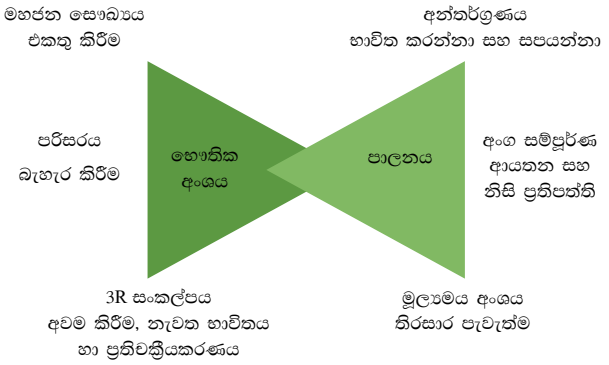 මහජන සෞඛ්‍යය
එකතු කිරීම
අන්තර්ග්‍රණය
භාවිත කරන්නා සහ සපයන්නා
පරිසරය
බැහැර කිරීම
භෞතික
අංශය
පාලනය
අංග සම්පූර්ණ
ආයතන සහ
නිසි ප්‍රතිපත්ති
3R සංකල්පය
අවම කිරීම, නැවත භාවිතය
හා ප්‍රතිචක්‍රීයකරණය
මූල්‍යමය අංශය
තිරසාර පැවැත්ම